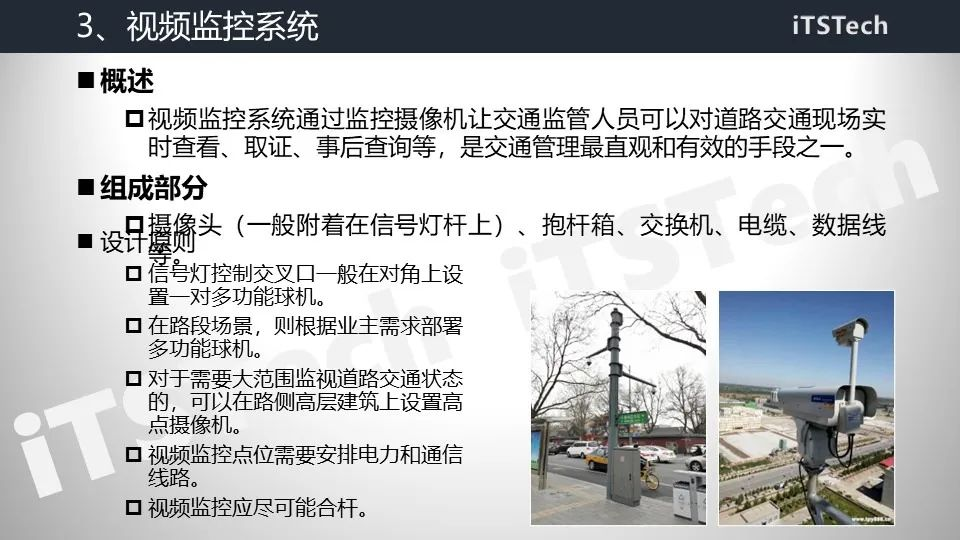 3、视频监控系统
iTSTech
概述
视频监控系统通过监控摄像机让交通监管人员可以对道路交通现场实
时查看、取证、事后查询等，是交通管理最直观和有效的手段之一。
组成部分
摄像头（一般附着在信号灯杆上）、抱杆箱、交换机、电缆、数据线
等。
设计原则
信号灯控制交叉口一般在对角上设
置一对多功能球机。
在路段场景，则根据业主需求部署
多功能球机。
对于需要大范围监视道路交通状态
的，可以在路侧高层建筑上设置高
点摄像机。
视频监控点位需要安排电力和通信
线路。
视频监控应尽可能合杆。
iTSTech
iTSTech